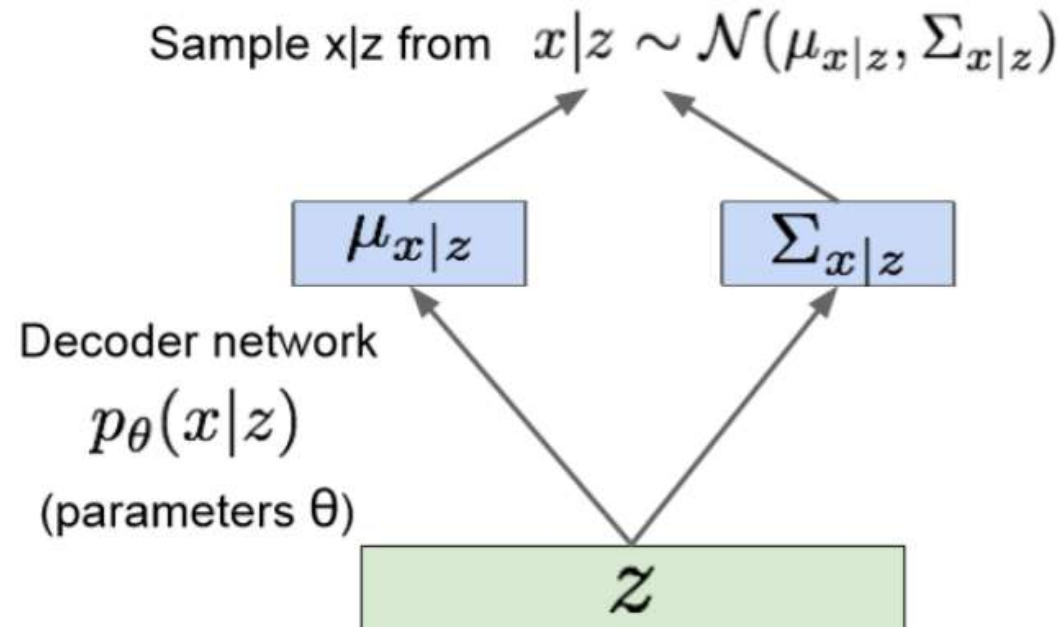 Sample x|z from x|z ∼ 𝒩(μ_{x|z}, Σ_{x|z})
μ_{x|z} Σ_{x|z}
Decoder network
p_θ(x|z)
(parameters θ)
z